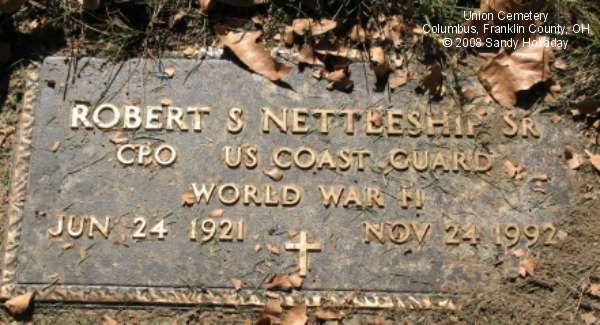 Union Cemetery
Columbus, Franklin County, OH
© 2008 Sandy Holliday
ROBERT S NETTLESHIP SR
CPO US COAST GUARD
WORLD WAR II
JUN 24 1921 NOV 24 1992